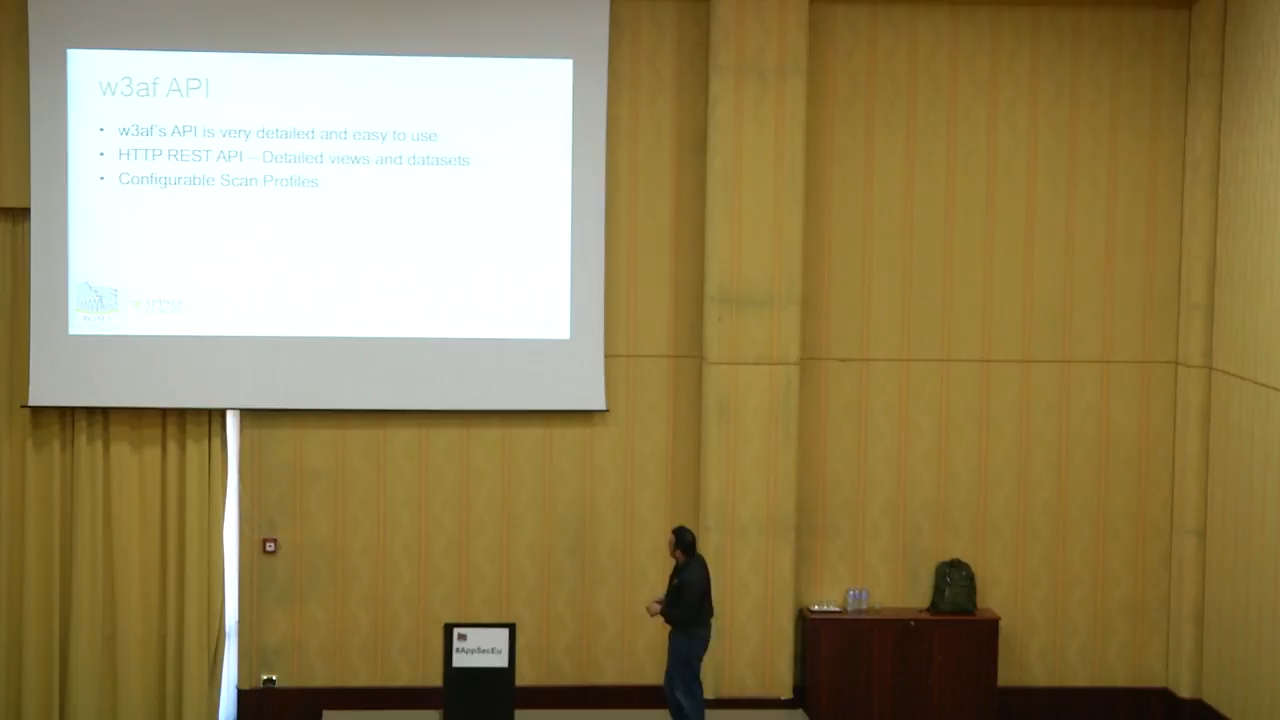 w3af API
• w3af's API is very detailed and easy to use
• HTTP REST API – Detailed views and datasets
• Configurable Scan Profiles
#AppSecEu